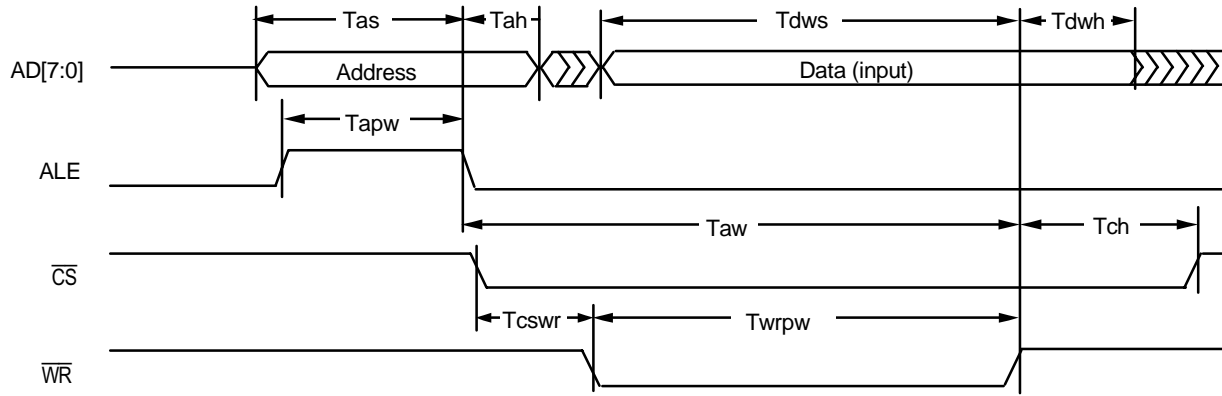 Tas Tah Tdws Tdwh
AD[7:0] Address Data (input)
Tapw
ALE
Taw Tch
CS
Tcswr Twrpw
WR